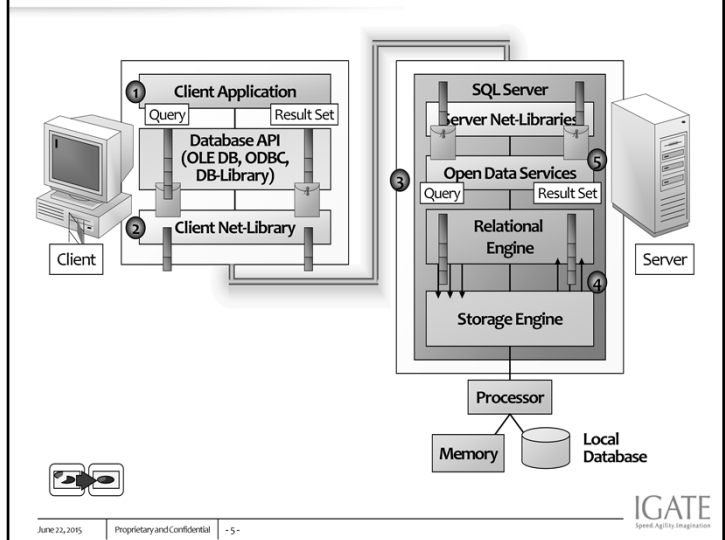 1
Client Application
Query
Result Set
Database API
(OLE DB, ODBC,
DB-Library)
2
Client Net-Library
Client
SQL Server
Server Net-Libraries
5
3
Open Data Services
Query
Result Set
Relational
Engine
4
Storage Engine
Server
Processor
Memory
Local
Database
June 22, 2015
Proprietary and Confidential
- 5 -
IGATE
Speed.Agility.Imagination